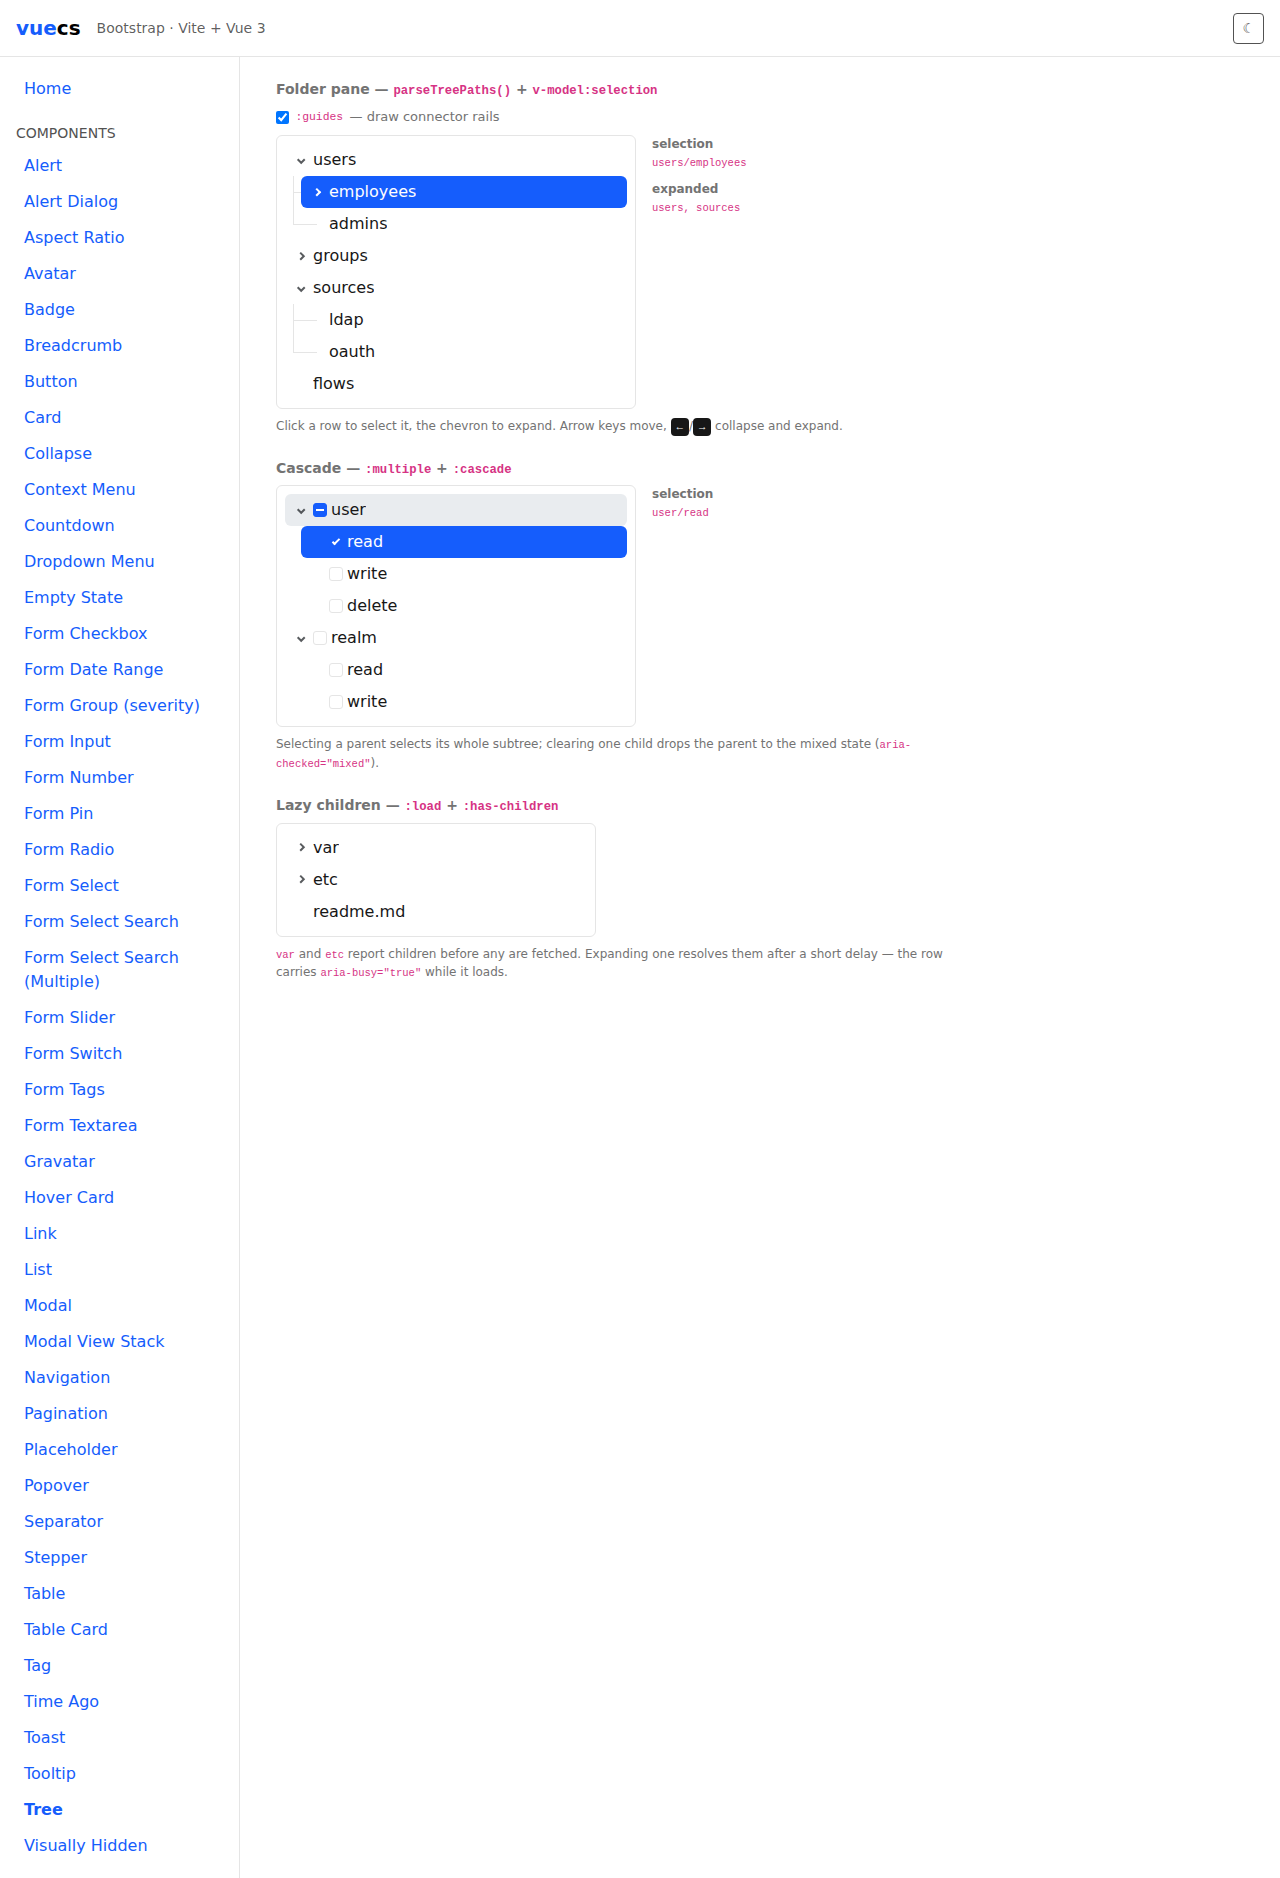 vuecs Bootstrap · Vite + Vue 3
☾
Home
COMPONENTS
Alert
Alert Dialog
Aspect Ratio
Avatar
Badge
Breadcrumb
Button
Card
Collapse
Context Menu
Countdown
Dropdown Menu
Empty State
Form Checkbox
Form Date Range
Form Group (severity)
Form Input
Form Number
Form Pin
Form Radio
Form Select
Form Select Search
Form Select Search
(Multiple)
Form Slider
Form Switch
Form Tags
Form Textarea
Gravatar
Hover Card
Link
List
Modal
Modal View Stack
Navigation
Pagination
Placeholder
Popover
Separator
Stepper
Table
Table Card
Tag
Time Ago
Toast
Tooltip
Tree
Visually Hidden
Folder pane — parseTreePaths() + v-model:selection
:guides — draw connector rails
users
employees
admins
groups
sources
ldap
oauth
flows
selection
users/employees
expanded
users, sources
Click a row to select it, the chevron to expand. Arrow keys move, ←/→ collapse and expand.
Cascade — :multiple + :cascade
user
read
write
delete
realm
read
write
selection
user/read
Selecting a parent selects its whole subtree; clearing one child drops the parent to the mixed state (aria-
checked="mixed").
Lazy children — :load + :has-children
var
etc
readme.md
var and etc report children before any are fetched. Expanding one resolves them after a short delay — the row
carries aria-busy="true" while it loads.